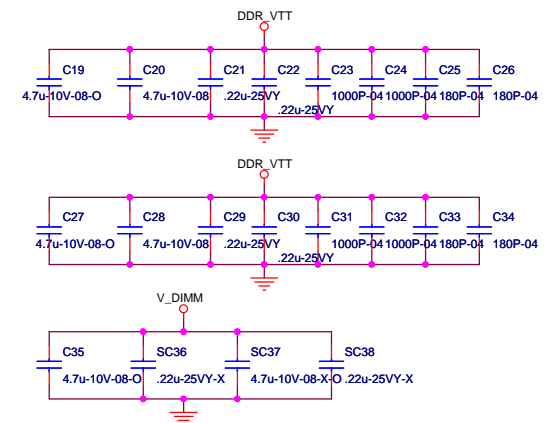 DDR_VTT
C19 C20 C21 C22 C23 C24 C25 C26
4.7u-10V-08-O 4.7u-10V-08 .22u-25VY .22u-25VY 1000P-04 1000P-04 180P-04 180P-04
DDR_VTT
C27 C28 C29 C30 C31 C32 C33 C34
4.7u-10V-08-O 4.7u-10V-08 .22u-25VY .22u-25VY 1000P-04 1000P-04 180P-04 180P-04
V_DIMM
C35 SC36 SC37 SC38
4.7u-10V-08-O .22u-25VY-X 4.7u-10V-08-X-O .22u-25VY-X